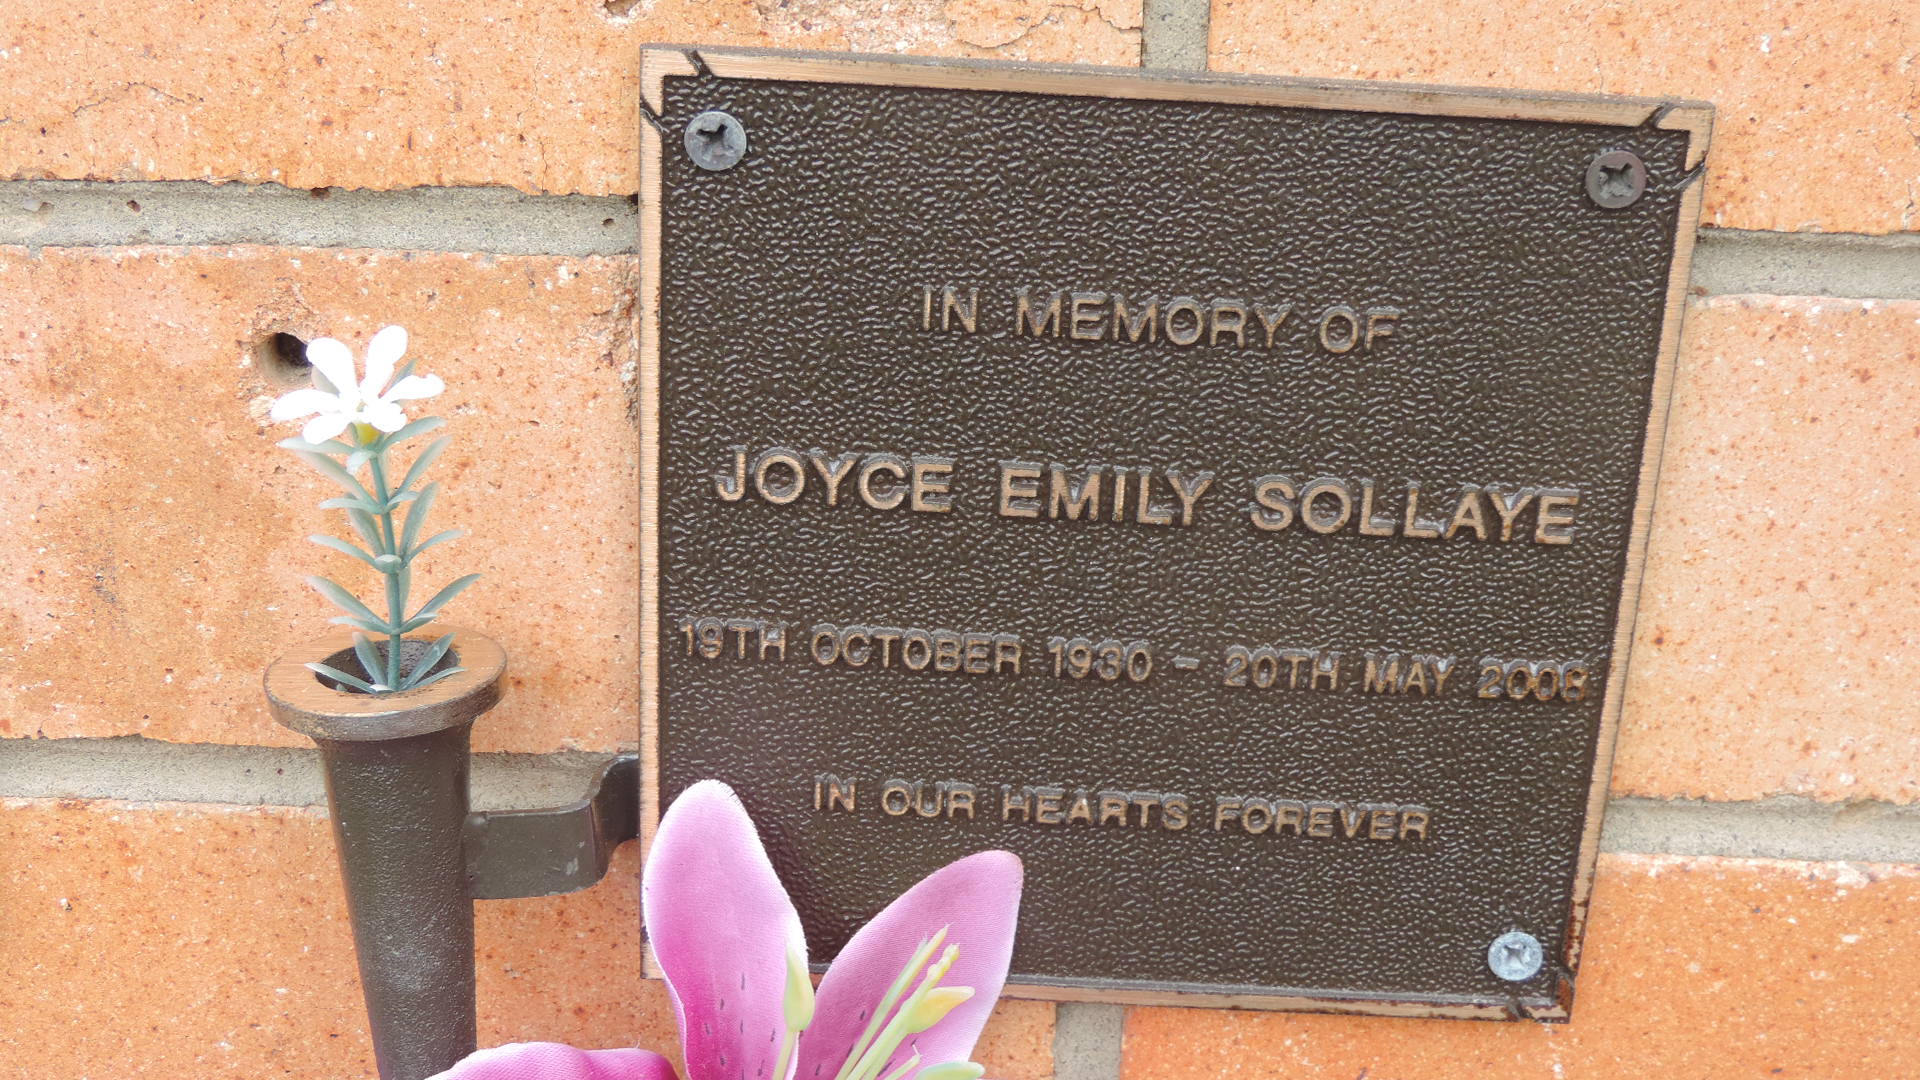 IN MEMORY OF
JOYCE EMILY SOLLAYE
19TH OCTOBER 1930 - 20TH MAY 2008
IN OUR HEARTS FOREVER